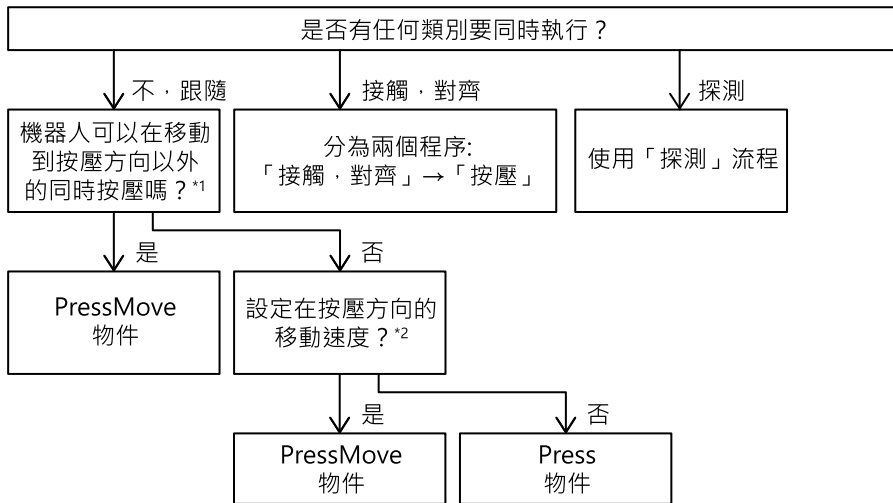 是否有任何類別要同時執行？
不，跟隨
接觸，對齊
探測
機器人可以在移動
到按壓方向以外
的同時按壓嗎？*1
分為兩個程序:
「接觸，對齊」→「按壓」
使用「探測」流程
是
否
PressMove
物件
設定在按壓方向的
移動速度？*2
是
否
PressMove
物件
Press
物件